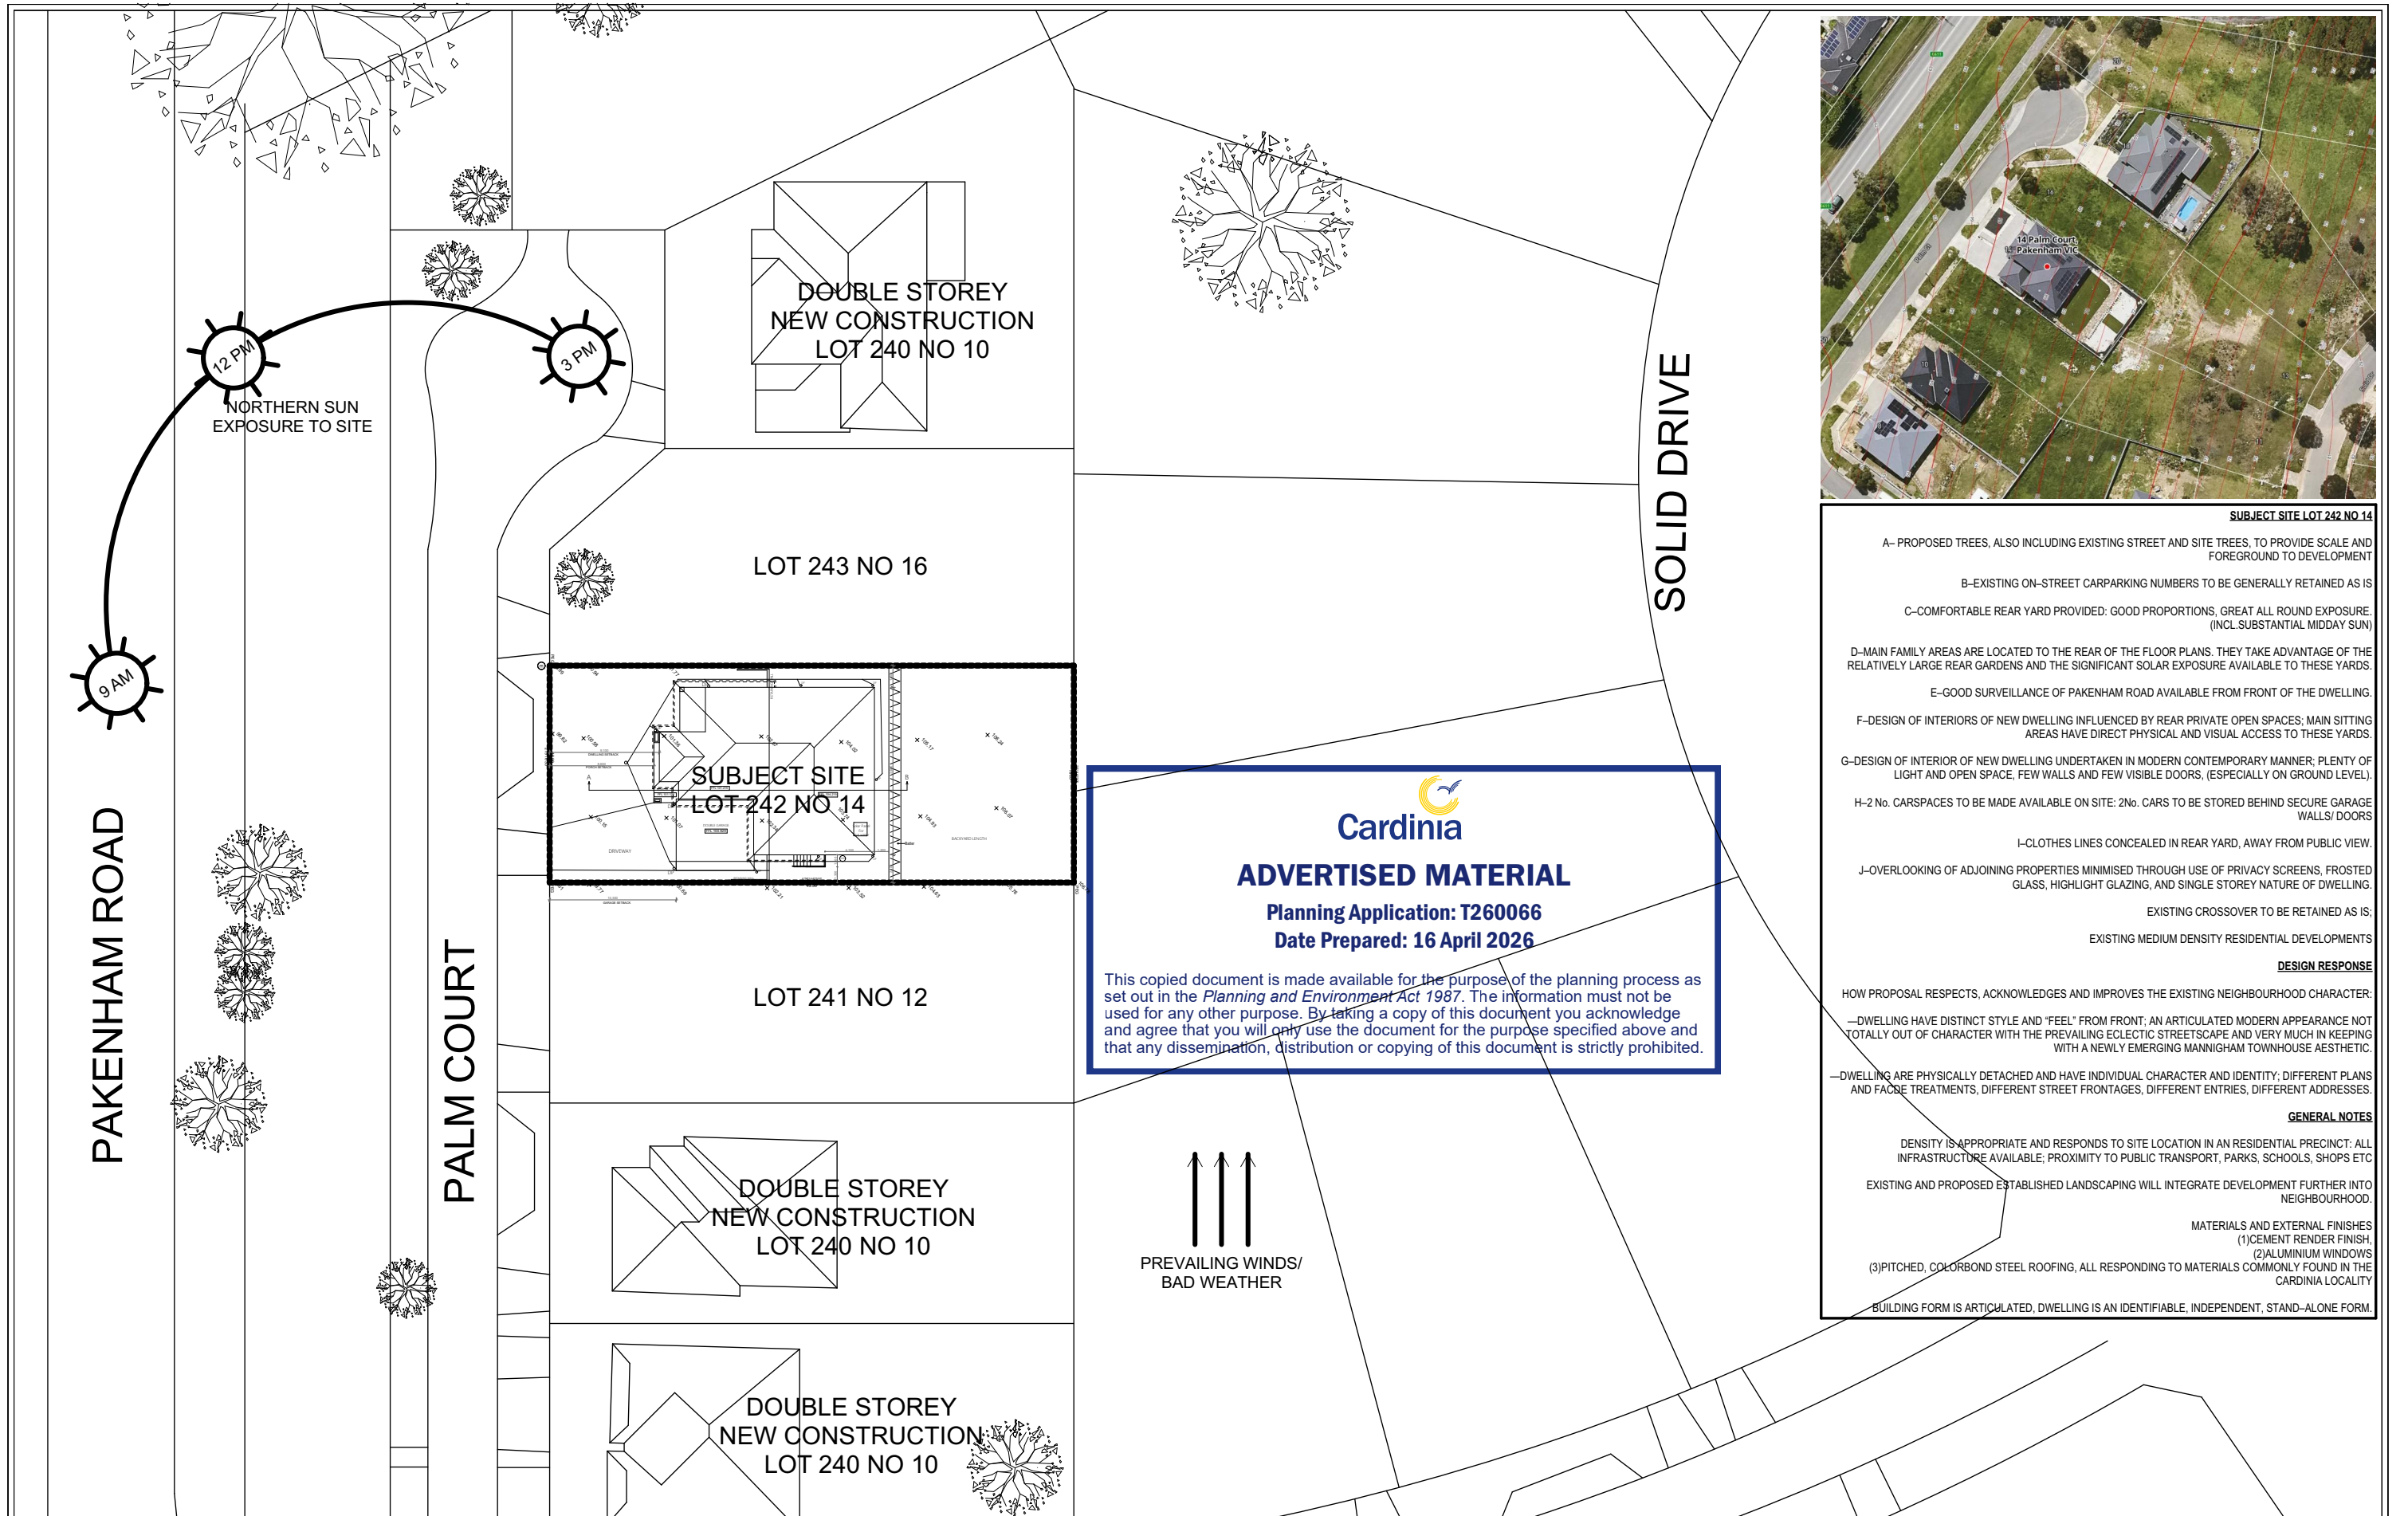 14 Palm Court,
Pakenham VIC
DOUBLE STOREY
NEW CONSTRUCTION
LOT 240 NO 10
12 PM
3 PM
9 AM
NORTHERN SUN
EXPOSURE TO SITE
SOLID DRIVE
LOT 243 NO 16
SUBJECT SITE
LOT 242 NO 14
DRIVEWAY
PAKENHAM ROAD
PALM COURT
LOT 241 NO 12
DOUBLE STOREY
NEW CONSTRUCTION
LOT 240 NO 10
DOUBLE STOREY
NEW CONSTRUCTION
LOT 240 NO 10
PREVAILING WINDS/
BAD WEATHER
Cardinia
ADVERTISED MATERIAL
Planning Application: T260066
Date Prepared: 16 April 2026
This copied document is made available for the purpose of the planning process as
set out in the Planning and Environment Act 1987. The information must not be
used for any other purpose. By taking a copy of this document you acknowledge
and agree that you will only use the document for the purpose specified above and
that any dissemination, distribution or copying of this document is strictly prohibited.
SUBJECT SITE LOT 242 NO 14
A– PROPOSED TREES, ALSO INCLUDING EXISTING STREET AND SITE TREES, TO PROVIDE SCALE AND
FOREGROUND TO DEVELOPMENT
B–EXISTING ON–STREET CARPARKING NUMBERS TO BE GENERALLY RETAINED AS IS
C–COMFORTABLE REAR YARD PROVIDED: GOOD PROPORTIONS, GREAT ALL ROUND EXPOSURE.
(INCL.SUBSTANTIAL MIDDAY SUN)
D–MAIN FAMILY AREAS ARE LOCATED TO THE REAR OF THE FLOOR PLANS. THEY TAKE ADVANTAGE OF THE
RELATIVELY LARGE REAR GARDENS AND THE SIGNIFICANT SOLAR EXPOSURE AVAILABLE TO THESE YARDS.
E–GOOD SURVEILLANCE OF PAKENHAM ROAD AVAILABLE FROM FRONT OF THE DWELLING.
F–DESIGN OF INTERIORS OF NEW DWELLING INFLUENCED BY REAR PRIVATE OPEN SPACES; MAIN SITTING
AREAS HAVE DIRECT PHYSICAL AND VISUAL ACCESS TO THESE YARDS.
G–DESIGN OF INTERIOR OF NEW DWELLING UNDERTAKEN IN MODERN CONTEMPORARY MANNER; PLENTY OF
LIGHT AND OPEN SPACE, FEW WALLS AND FEW VISIBLE DOORS, (ESPECIALLY ON GROUND LEVEL).
H–2 No. CARSPACES TO BE MADE AVAILABLE ON SITE: 2No. CARS TO BE STORED BEHIND SECURE GARAGE
WALLS/ DOORS
I–CLOTHES LINES CONCEALED IN REAR YARD, AWAY FROM PUBLIC VIEW.
J–OVERLOOKING OF ADJOINING PROPERTIES MINIMISED THROUGH USE OF PRIVACY SCREENS, FROSTED
GLASS, HIGHLIGHT GLAZING, AND SINGLE STOREY NATURE OF DWELLING.
EXISTING CROSSOVER TO BE RETAINED AS IS;
EXISTING MEDIUM DENSITY RESIDENTIAL DEVELOPMENTS
DESIGN RESPONSE
HOW PROPOSAL RESPECTS, ACKNOWLEDGES AND IMPROVES THE EXISTING NEIGHBOURHOOD CHARACTER:
—DWELLING HAVE DISTINCT STYLE AND "FEEL" FROM FRONT; AN ARTICULATED MODERN APPEARANCE NOT
TOTALLY OUT OF CHARACTER WITH THE PREVAILING ECLECTIC STREETSCAPE AND VERY MUCH IN KEEPING
WITH A NEWLY EMERGING MANNIGHAM TOWNHOUSE AESTHETIC.
—DWELLING ARE PHYSICALLY DETACHED AND HAVE INDIVIDUAL CHARACTER AND IDENTITY; DIFFERENT PLANS
AND FACDE TREATMENTS, DIFFERENT STREET FRONTAGES, DIFFERENT ENTRIES, DIFFERENT ADDRESSES.
GENERAL NOTES
DENSITY IS APPROPRIATE AND RESPONDS TO SITE LOCATION IN AN RESIDENTIAL PRECINCT: ALL
INFRASTRUCTURE AVAILABLE; PROXIMITY TO PUBLIC TRANSPORT, PARKS, SCHOOLS, SHOPS ETC
EXISTING AND PROPOSED ESTABLISHED LANDSCAPING WILL INTEGRATE DEVELOPMENT FURTHER INTO
NEIGHBOURHOOD.
MATERIALS AND EXTERNAL FINISHES
(1)CEMENT RENDER FINISH,
(2)ALUMINIUM WINDOWS
(3)PITCHED, COLORBOND STEEL ROOFING, ALL RESPONDING TO MATERIALS COMMONLY FOUND IN THE
CARDINIA LOCALITY
BUILDING FORM IS ARTICULATED, DWELLING IS AN IDENTIFIABLE, INDEPENDENT, STAND–ALONE FORM.